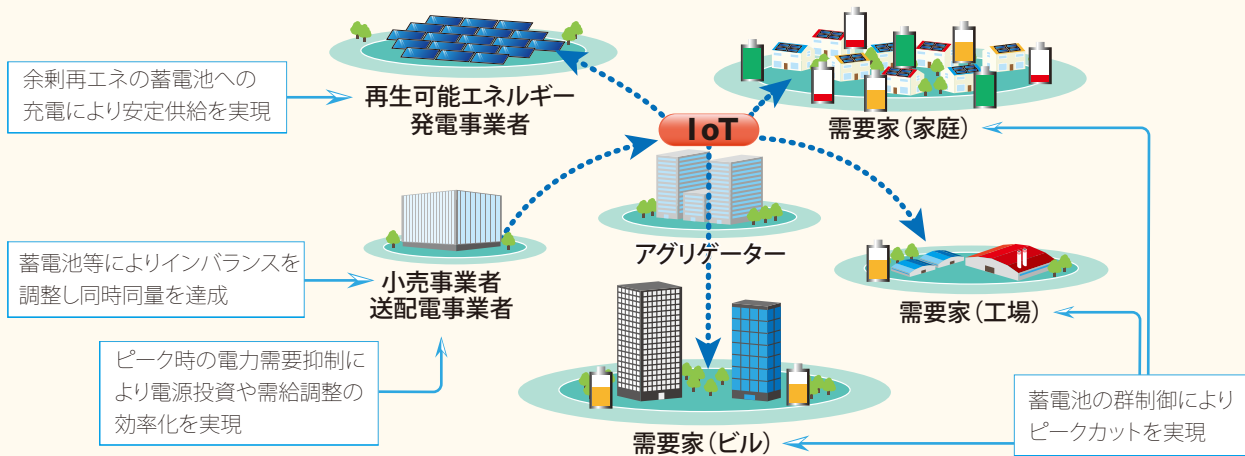 余剰再エネの蓄電池への
充電により安定供給を実現
再生可能エネルギー
発電事業者
IoT
需要家（家庭）
アグリゲーター
蓄電池等によりインバランスを
調整し同時同量を達成
小売事業者
送配電事業者
需要家（工場）
ピーク時の電力需要抑制に
より電源投資や需給調整の
効率化を実現
需要家（ビル）
蓄電池の群制御により
ピークカットを実現